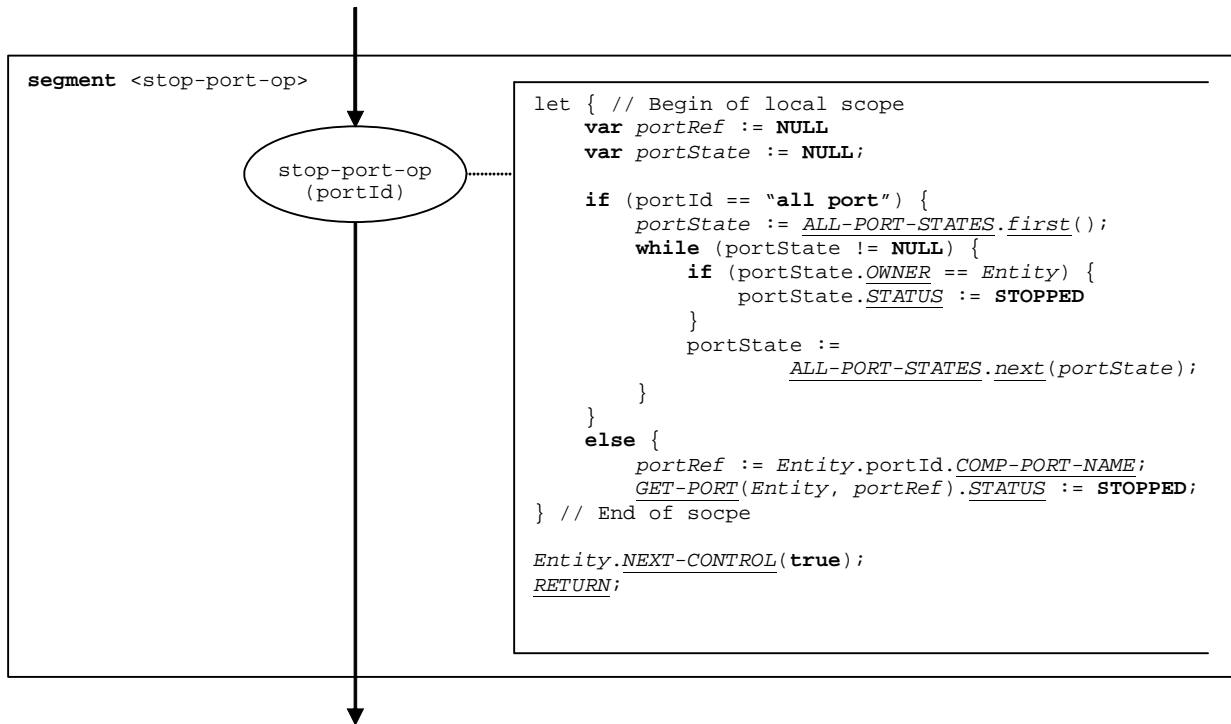 segment <stop-port-op>
stop-port-op
(portId)
let { // Begin of local scope
var portRef := NULL
var portState := NULL;
if (portId == “all port″) {
portState := ALL-PORT-STATES.first();
while (portState != NULL) {
if (portState.OWNER == Entity) {
portState.STATUS := STOPPED
}
portState :=
ALL-PORT-STATES.next(portState);
}
}
else {
portRef := Entity.portId.COMP-PORT-NAME;
GET-PORT(Entity, portRef).STATUS := STOPPED;
} // End of socpe
Entity.NEXT-CONTROL(true);
RETURN;